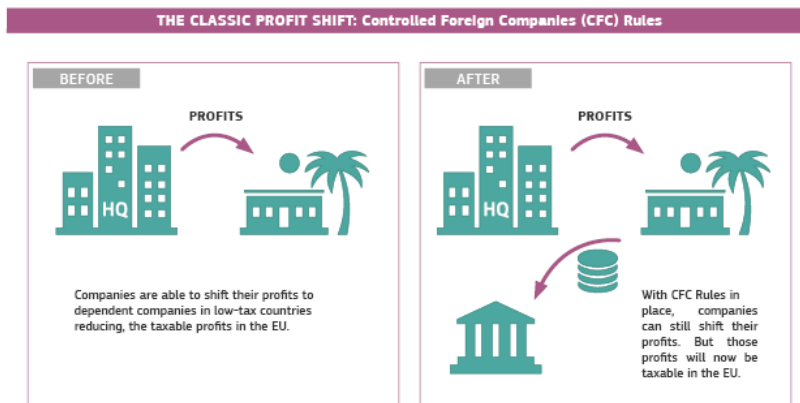 THE CLASSIC PROFIT SHIFT: Controlled Foreign Companies (CFC) Rules
BEFORE
PROFITS
HQ
Companies are able to shift their profits to
dependent companies in low-tax countries
reducing, the taxable profits in the EU.
AFTER
PROFITS
HQ
With CFC Rules in
place, companies
can still shift their
profits. But those
profits will now be
taxable in the EU.